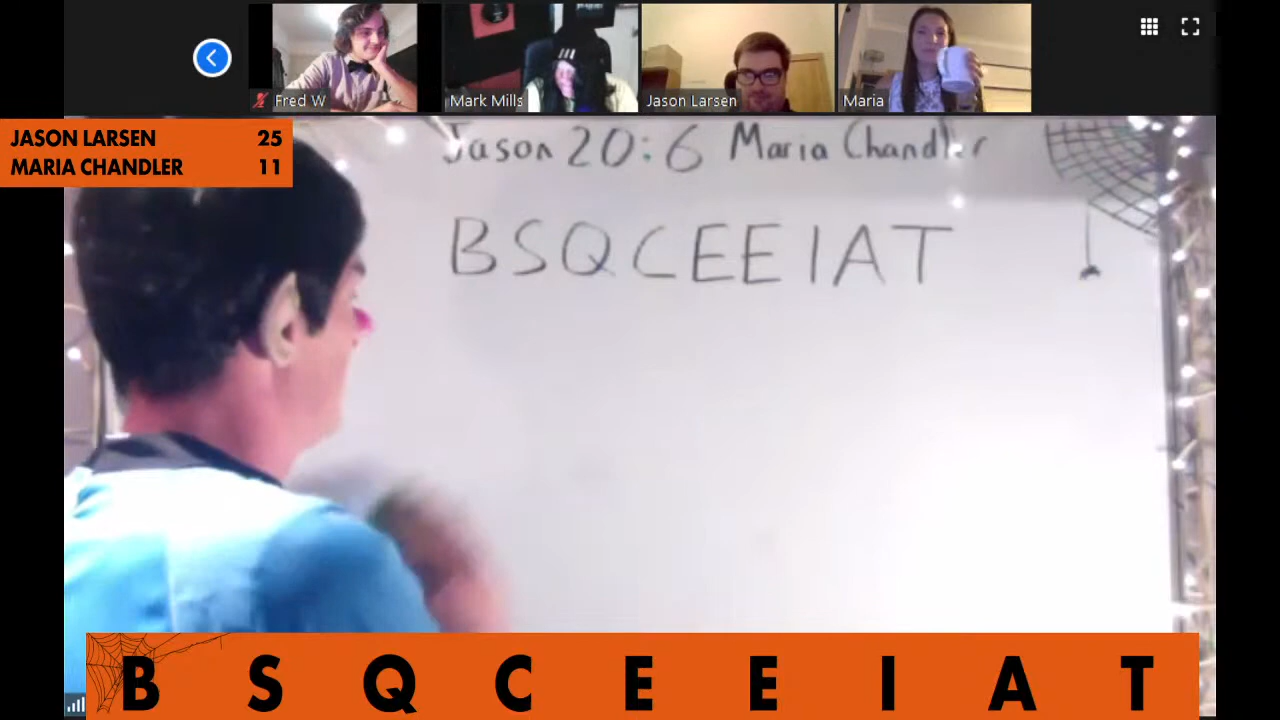 Fred W
Mark Mills
Jason Larsen
Maria
JASON LARSEN 25
MARIA CHANDLER 11
Jason 20:6 Maria Chandler
BSQCEEIAT
B S Q C E E I A T